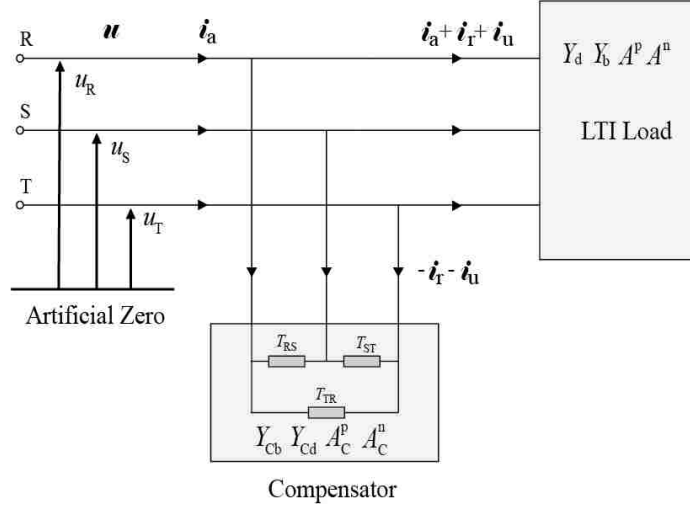 R u i_a i_a + i_r + i_u
Y_d Y_b A^p A^n
u_R
S
LTI Load
u_S
T
u_T
-i_r - i_u
Artificial Zero
T_RS T_ST
T_TR
Y_Cb Y_Cd A_C^p A_C^n
Compensator